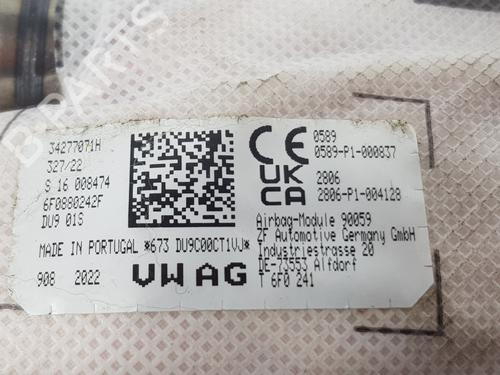 B-PARTS
34277071H
327/22
S 16 008474
6F0880242F
DU9 01S
MADE IN PORTUGAL *673 DU9C00CT1VJ*
908 2022
VW AG
CE 0589
0589-P1-000837
UK CA 2806
2806-P1-004128
Airbag-Module 90059
ZF Automotive Germany GmbH
Industriestrasse 20
DE-73553 Alfdorf
T 6F0 241